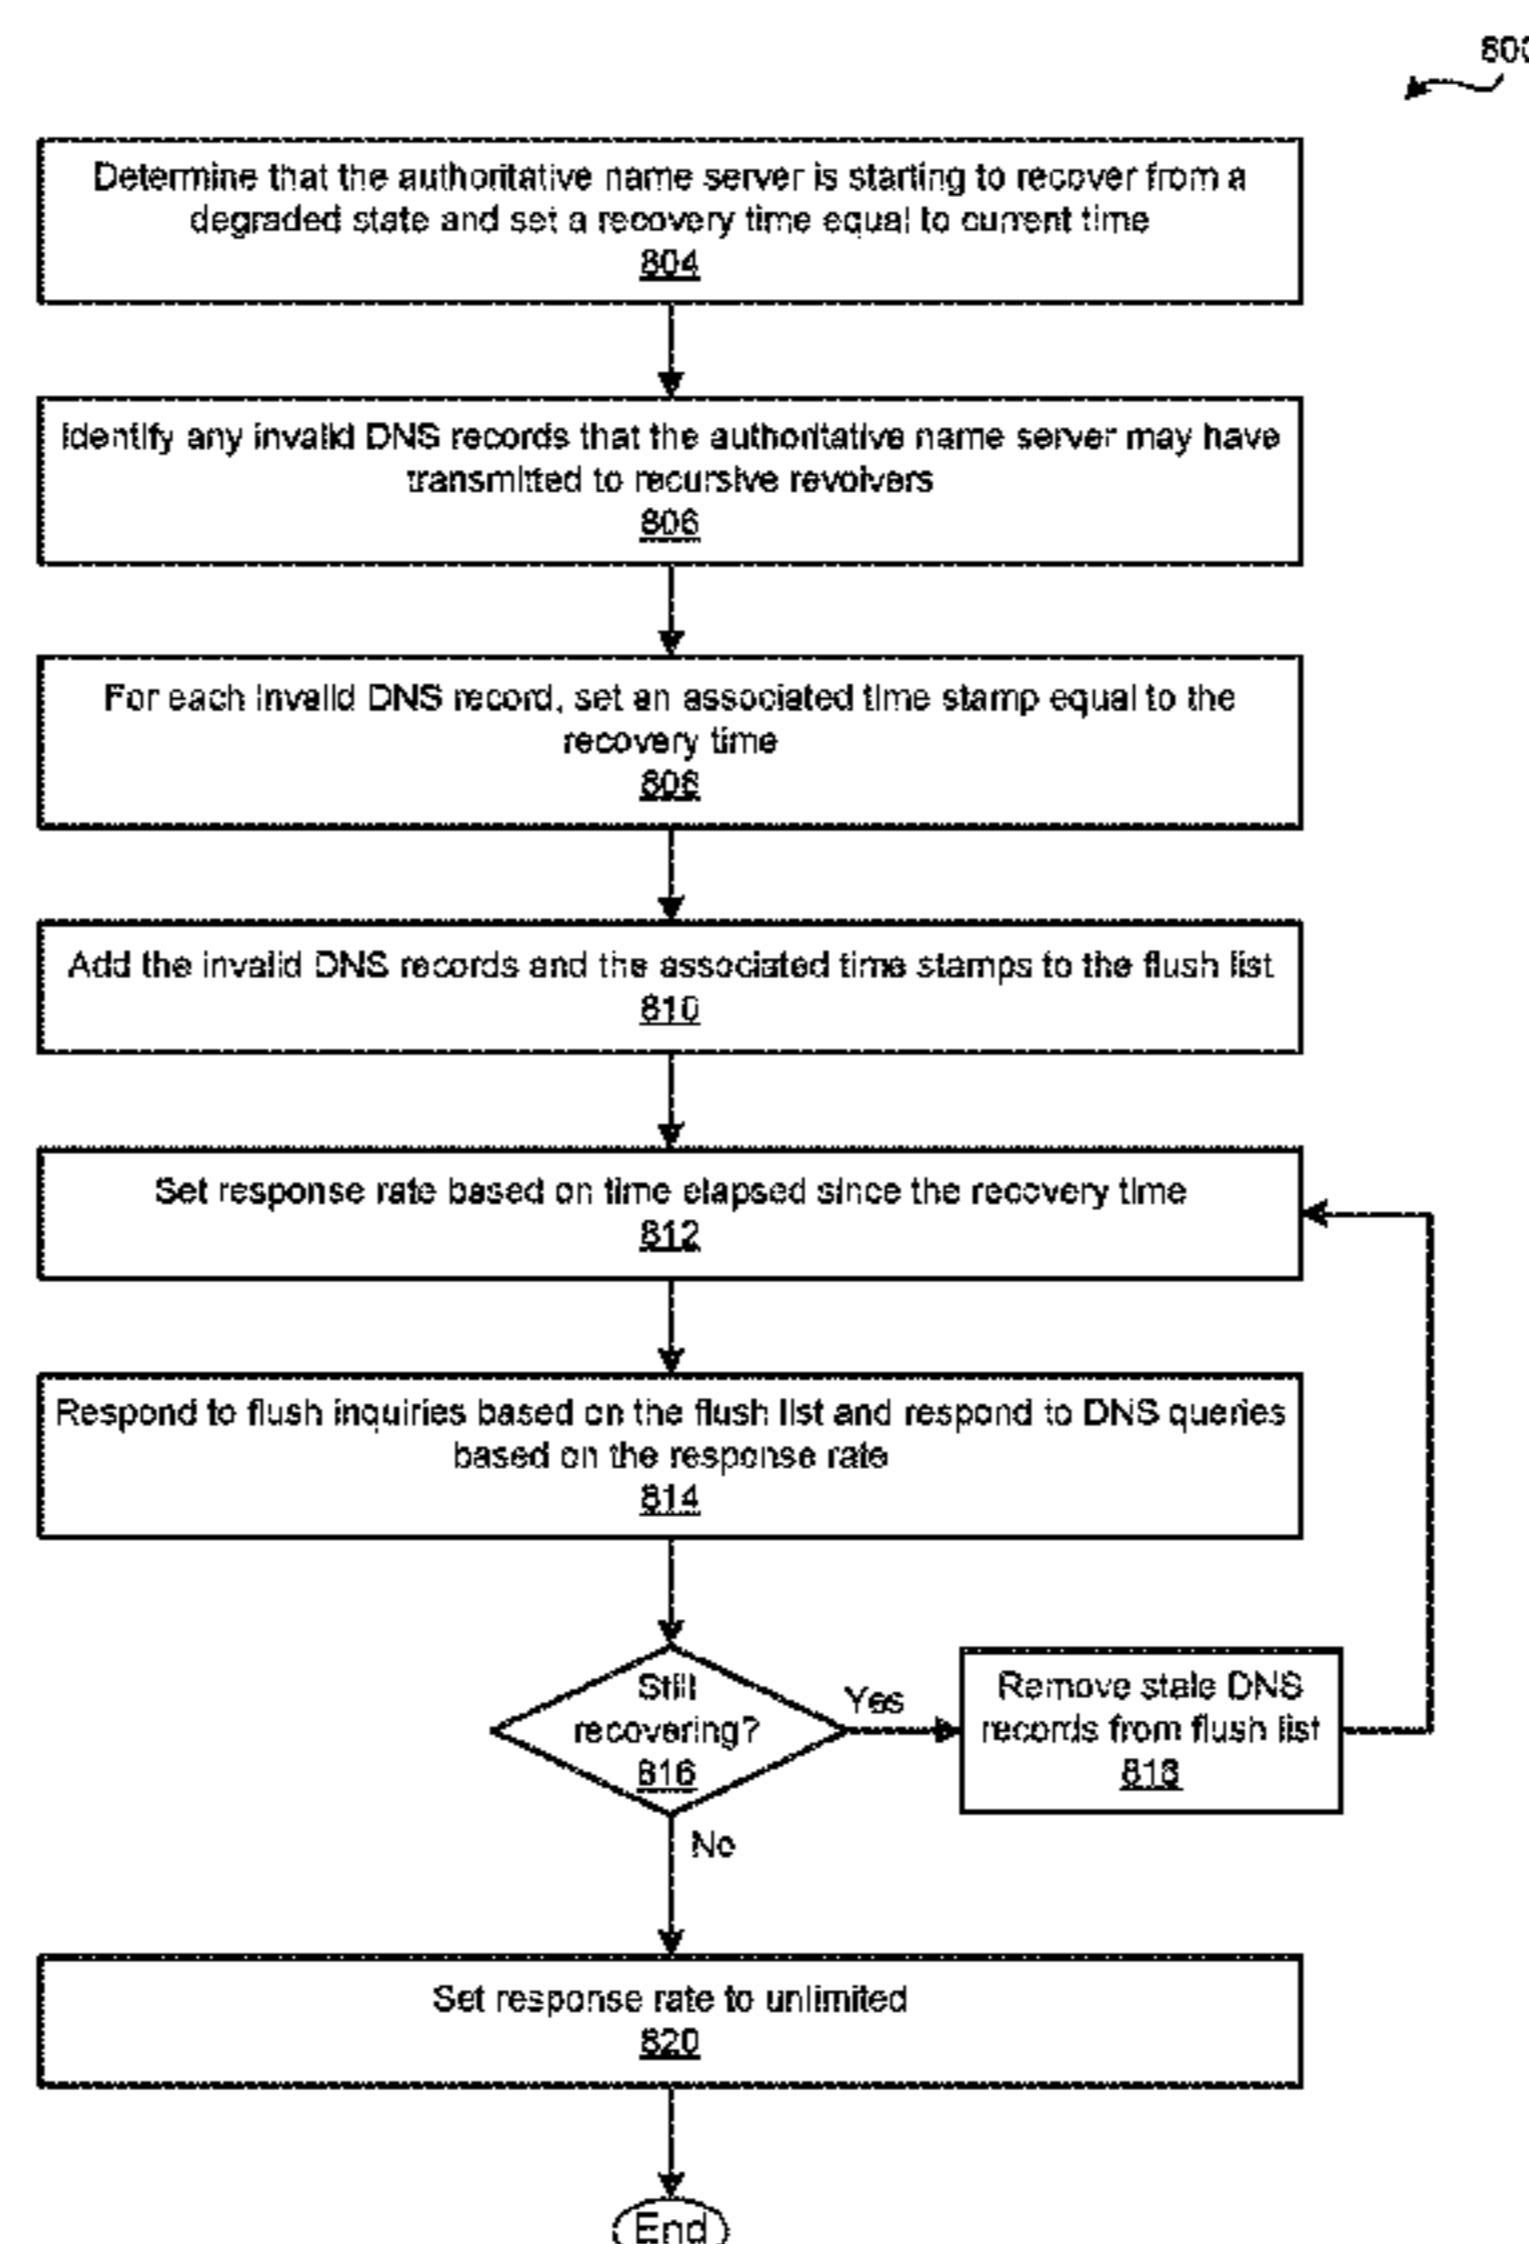 800
Determine that the authoritative name server is starting to recover from a
degraded state and set a recovery time equal to current time
804
Identify any invalid DNS records that the authoritative name server may have
transmitted to recursive revolvers
806
For each invalid DNS record, set an associated time stamp equal to the
recovery time
808
Add the invalid DNS records and the associated time stamps to the flush list
810
Set response rate based on time elapsed since the recovery time
812
Respond to flush inquiries based on the flush list and respond to DNS queries
based on the response rate
814
Still
recovering?
816
Yes
Remove stale DNS
records from flush list
818
No
Set response rate to unlimited
820
End